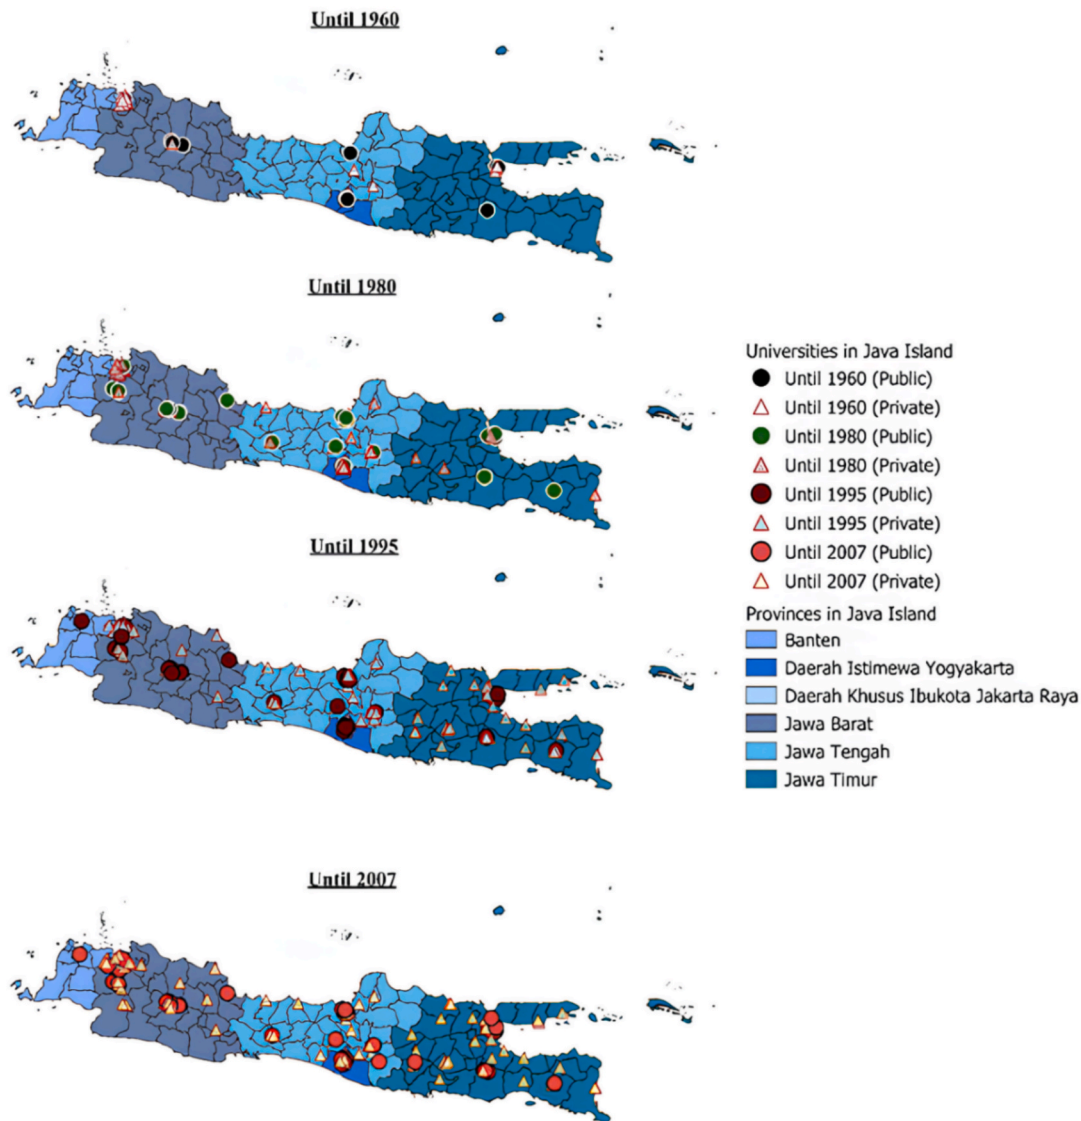 Until 1960
Until 1980
Until 1995
Until 2007
Universities in Java Island
Until 1960 (Public)
Until 1960 (Private)
Until 1980 (Public)
Until 1980 (Private)
Until 1995 (Public)
Until 1995 (Private)
Until 2007 (Public)
Until 2007 (Private)
Provinces in Java Island
Banten
Daerah Istimewa Yogyakarta
Daerah Khusus Ibukota Jakarta Raya
Jawa Barat
Jawa Tengah
Jawa Timur